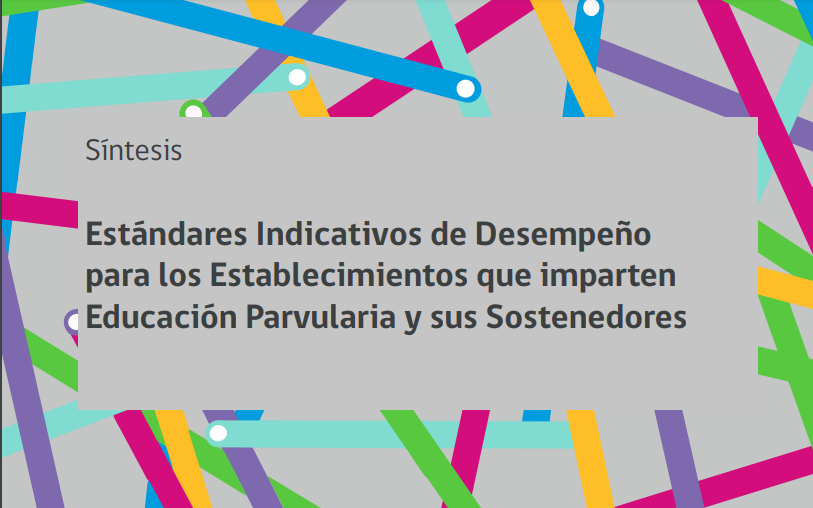 Síntesis
Estándares Indicativos de Desempeño
para los Establecimientos que imparten
Educación Parvularia y sus Sostenedores